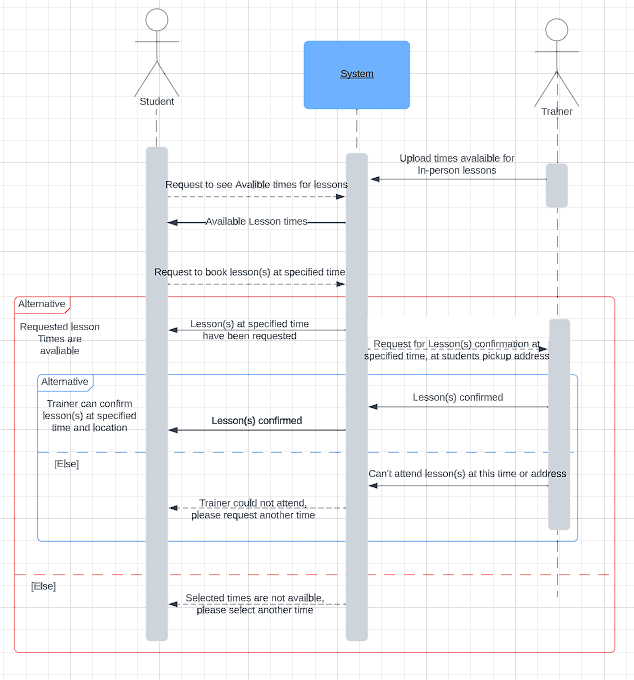 System
Student
Trainer
Upload times avalaible for
In-person lessons
Request to see Avalible times for lessons
Available Lesson times
Request to book lesson(s) at specified time
Alternative
Requested lesson
Times are
avaliable
Lesson(s) at specified time
have been requested
Request for Lesson(s) confirmation at
specified time, at students pickup address
Alternative
Trainer can confirm
lesson(s) at specified
time and location
Lesson(s) confirmed
Lesson(s) confirmed
[Else]
Can't attend lesson(s) at this time or address
Trainer could not attend,
please request another time
[Else]
Selected times are not availble,
please select another time